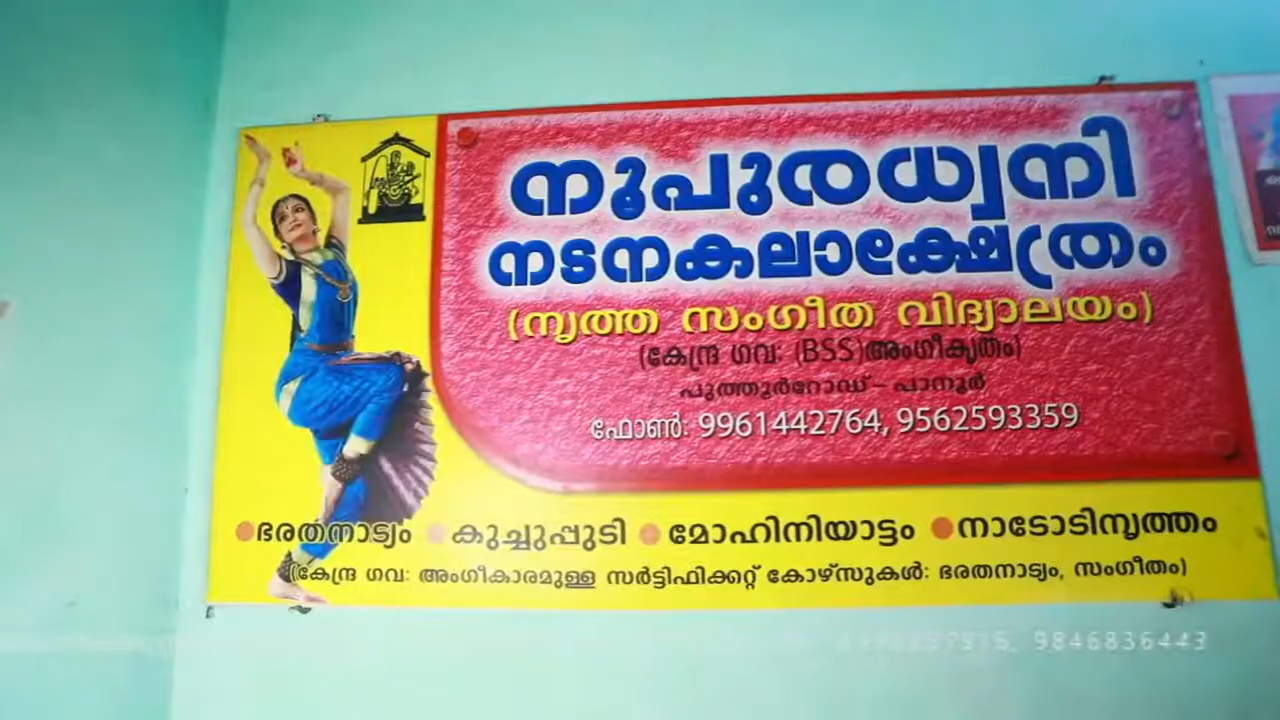 നൂപുരധ്വനി
നടനകലാക്ഷേത്രം
(നൃത്ത സംഗീത വിദ്യാലയം)
(കേന്ദ്ര ഗവ: (BSS)അംഗീകൃതം)
പുത്തൂർറോഡ് - പാനൂർ
ഫോൺ: 9961442764, 9562593359
ഭരതനാട്യം കുച്ചുപ്പുടി മോഹിനിയാട്ടം നാടോടിനൃത്തം
(കേന്ദ്ര ഗവ: അംഗീകാരമുള്ള സർട്ടിഫിക്കറ്റ് കോഴ്സുകൾ: ഭരതനാട്യം, സംഗീതം)
9846836443